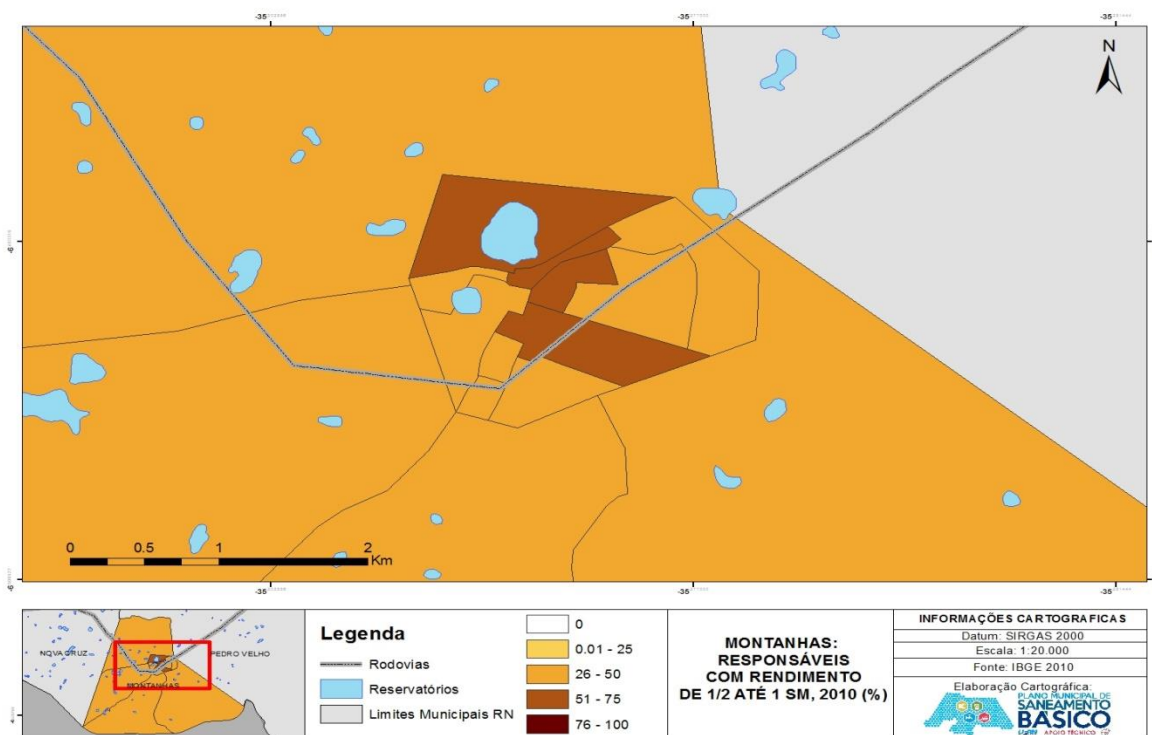 N
0 0.5 1 2
Km
NOVA CRUZ
PEDRO VELHO
MONTANHAS
Legenda
Rodovias
Reservatórios
Limites Municipais RN
0
0.01 - 25
26 - 50
51 - 75
76 - 100
MONTANHAS:
RESPONSÁVEIS
COM RENDIMENTO
DE 1/2 ATÉ 1 SM, 2010 (%)
INFORMAÇÕES CARTOGRAFICAS
Datum: SIRGAS 2000
Escala: 1:20.000
Fonte: IBGE 2010
Elaboração Cartográfica:
PLANO MUNICIPAL DE
SANEAMENTO
BÁSICO
APOIO TÉCNICO